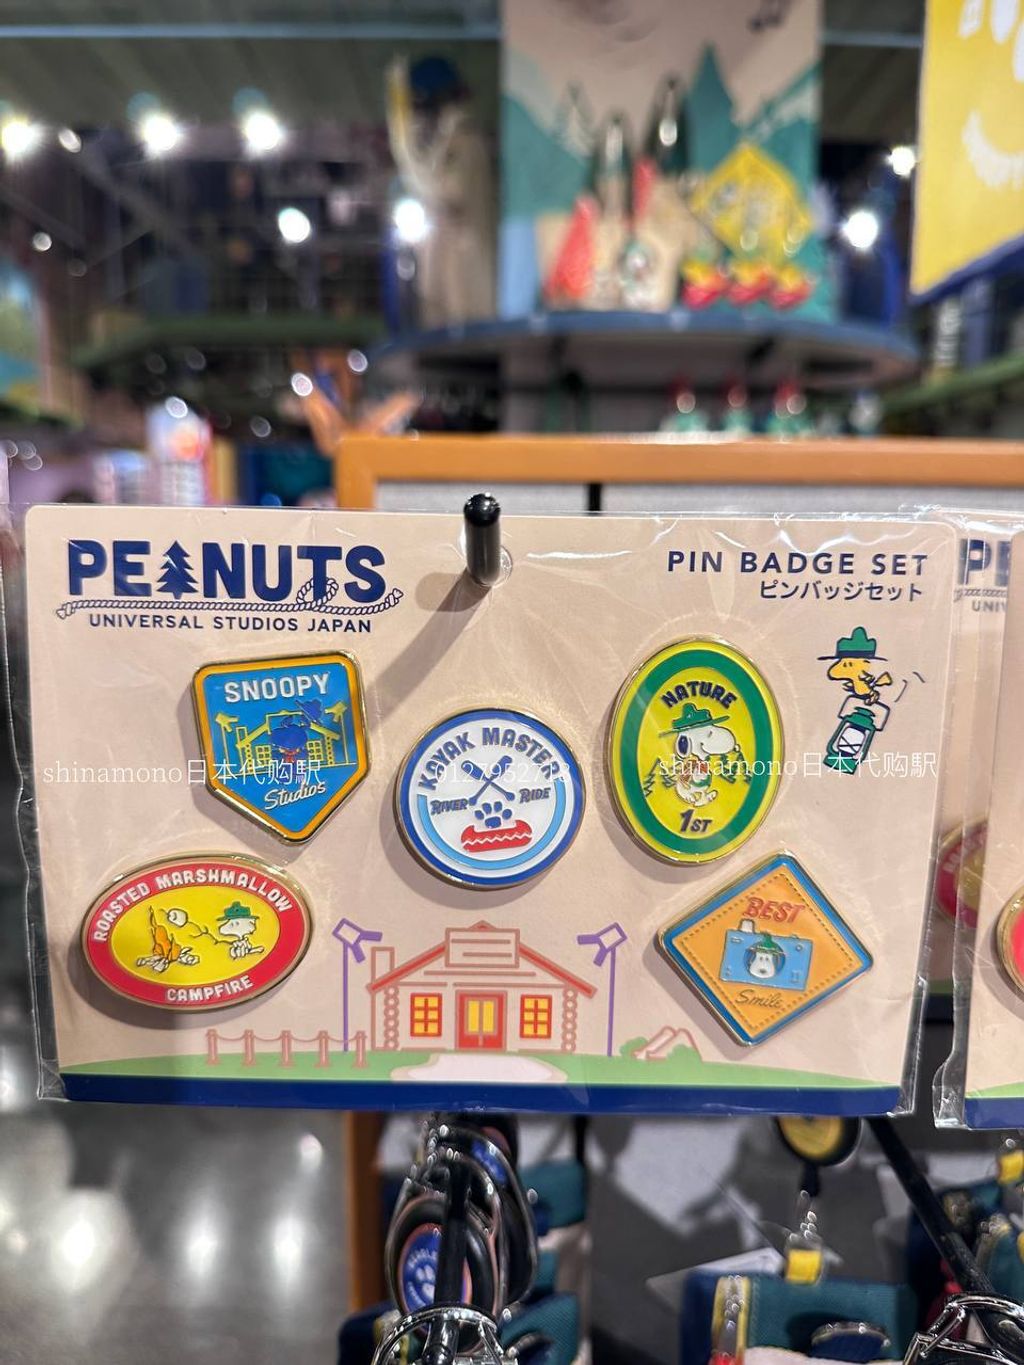 PEANUTS
UNIVERSAL STUDIOS JAPAN
PIN BADGE SET
ピンバッジセット
SNOOPY
Studios
KAYAK MASTER
RIVER RIDE
NATURE
1ST
shinamono日本代购駅
shinamono日本代购駅
ROASTED MARSHMALLOW
CAMPFIRE
BEST
Smile
PE
UNIV